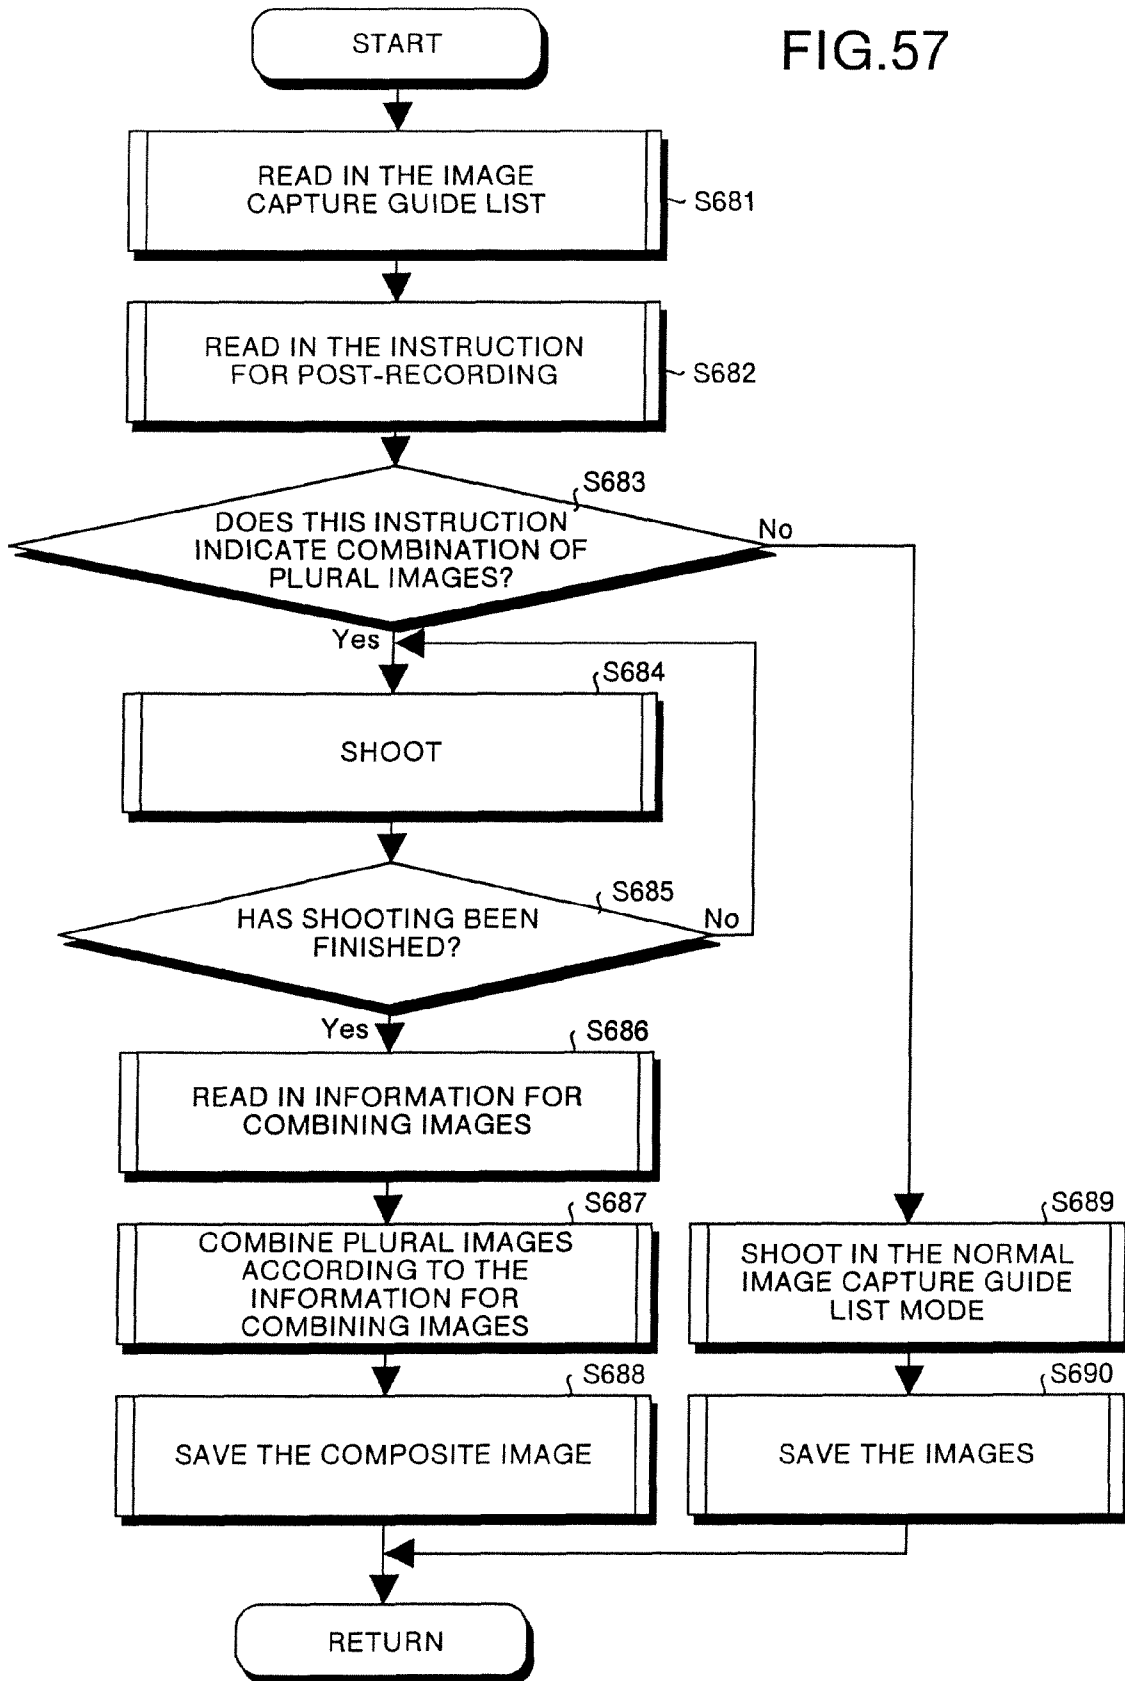 START
FIG.57
READ IN THE IMAGE
CAPTURE GUIDE LIST
S681
READ IN THE INSTRUCTION
FOR POST-RECORDING
S682
S683
DOES THIS INSTRUCTION
INDICATE COMBINATION OF
PLURAL IMAGES?
No
Yes
S684
SHOOT
S685
HAS SHOOTING BEEN
FINISHED?
No
Yes
S686
READ IN INFORMATION FOR
COMBINING IMAGES
S687
COMBINE PLURAL IMAGES
ACCORDING TO THE
INFORMATION FOR
COMBINING IMAGES
S689
SHOOT IN THE NORMAL
IMAGE CAPTURE GUIDE
LIST MODE
S688
SAVE THE COMPOSITE IMAGE
S690
SAVE THE IMAGES
RETURN